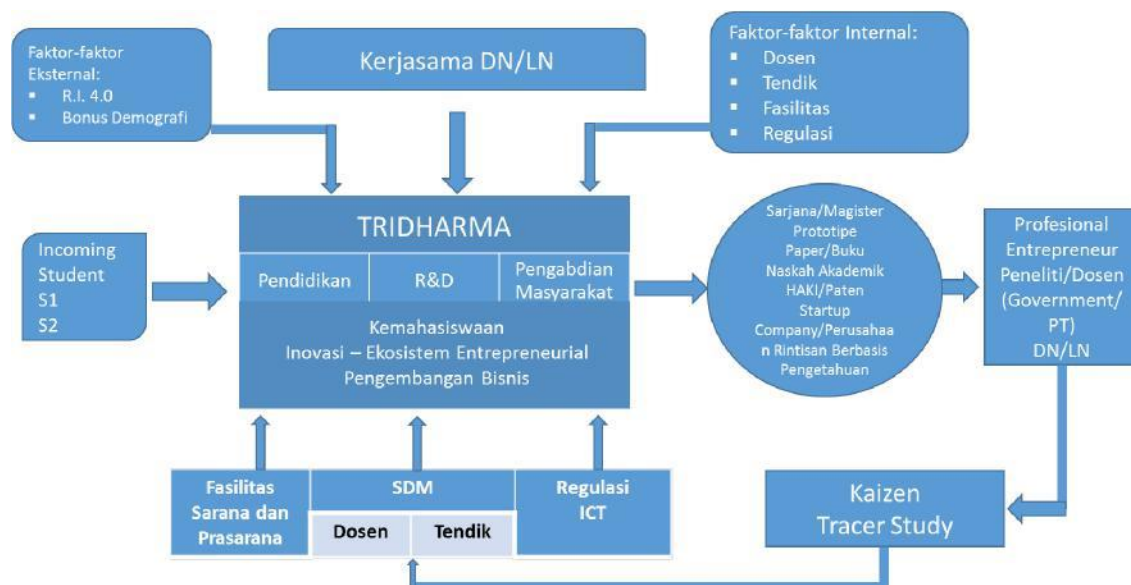 Faktor-faktor
Eksternal:
▪ R.I. 4.0
▪ Bonus Demografi
Kerjasama DN/LN
Faktor-faktor Internal:
▪ Dosen
▪ Tendik
▪ Fasilitas
▪ Regulasi
Incoming
Student
S1
S2
TRIDHARMA
Pendidikan
R&D
Pengabdian
Masyarakat
Kemahasiswaan
Inovasi – Ekosistem Entrepreneurial
Pengembangan Bisnis
Sarjana/Magister
Prototipe
Paper/Buku
Naskah Akademik
HAKI/Paten
Startup
Company/Perusahaa
n Rintisan Berbasis
Pengetahuan
Profesional
Entrepreneur
Peneliti/Dosen
(Government/
PT)
DN/LN
Fasilitas
Sarana dan
Prasarana
SDM
Dosen
Tendik
Regulasi
ICT
Kaizen
Tracer Study